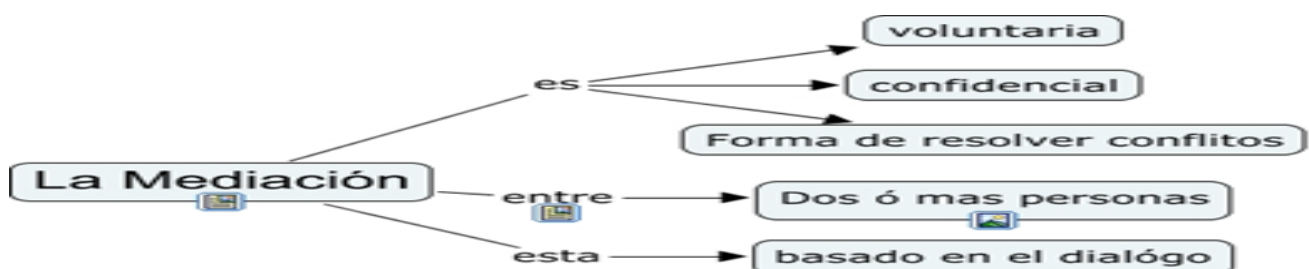 voluntaria
es
confidencial
Forma de resolver conflitos
La Mediación
entre
Dos ó mas personas
esta
basado en el dialógo